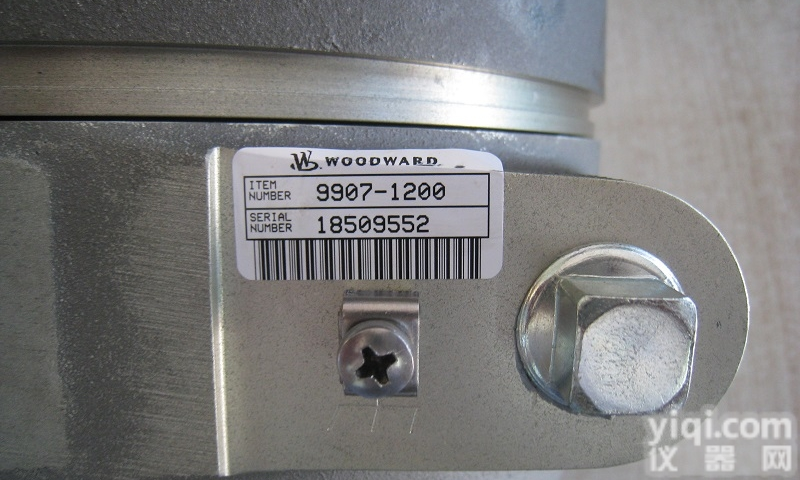 WOODWARD
ITEM NUMBER 9907-1200
SERIAL NUMBER 18509552
yiqi.com
仪器网